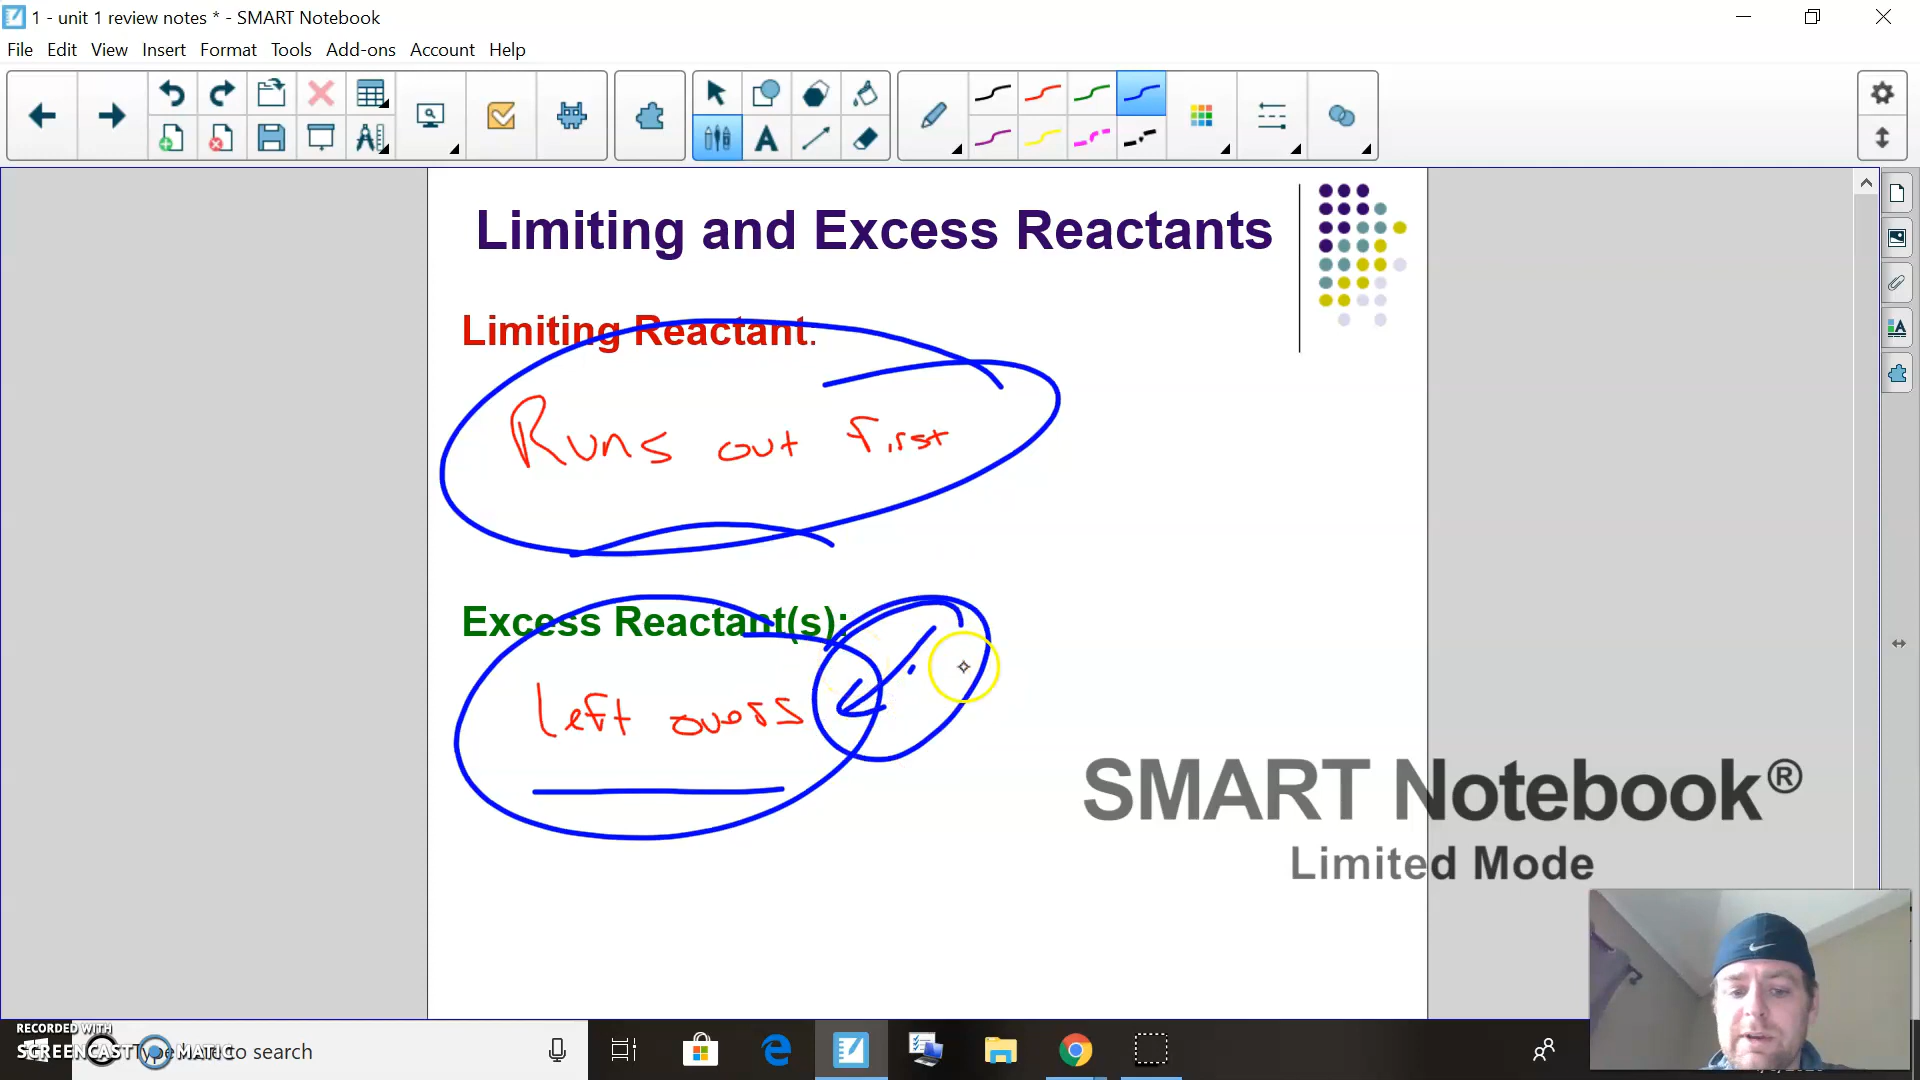 1 - unit 1 review notes * - SMART Notebook
File Edit View Insert Format Tools Add-ons Account Help
Limiting and Excess Reactants
Limiting Reactant:
Runs out first
Excess Reactant(s):
left overs
SMART Notebook®
Limited Mode
RECORDED WITH
SCREENCAST MATIC
to search